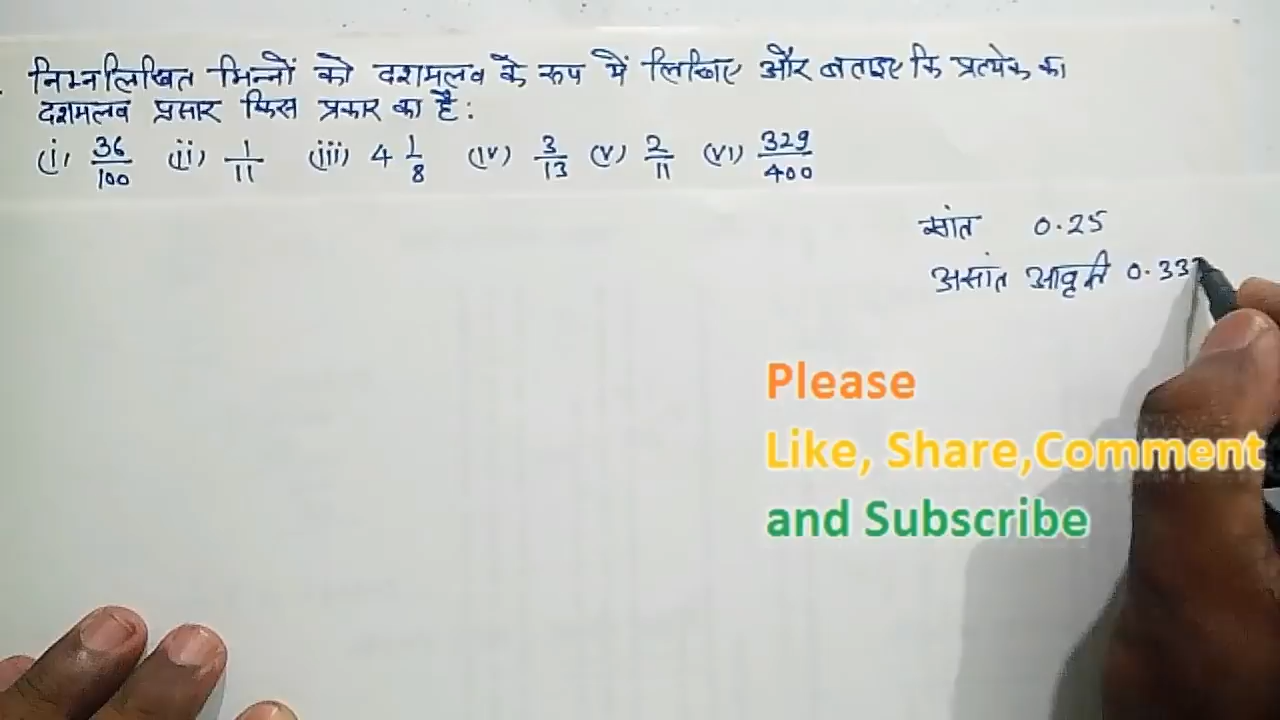 निम्नलिखित भिन्नों को दशमलव के रूप में लिखिए और बताइए कि प्रत्येक का
दशमलव प्रसार किस प्रकार का है:
(i) 36/100 (ii) 1/11 (iii) 4 1/8 (iv) 3/13 (v) 2/11 (vi) 329/400
सांत 0.25
असांत आवृती 0.333
Please
Like, Share,Comment
and Subscribe